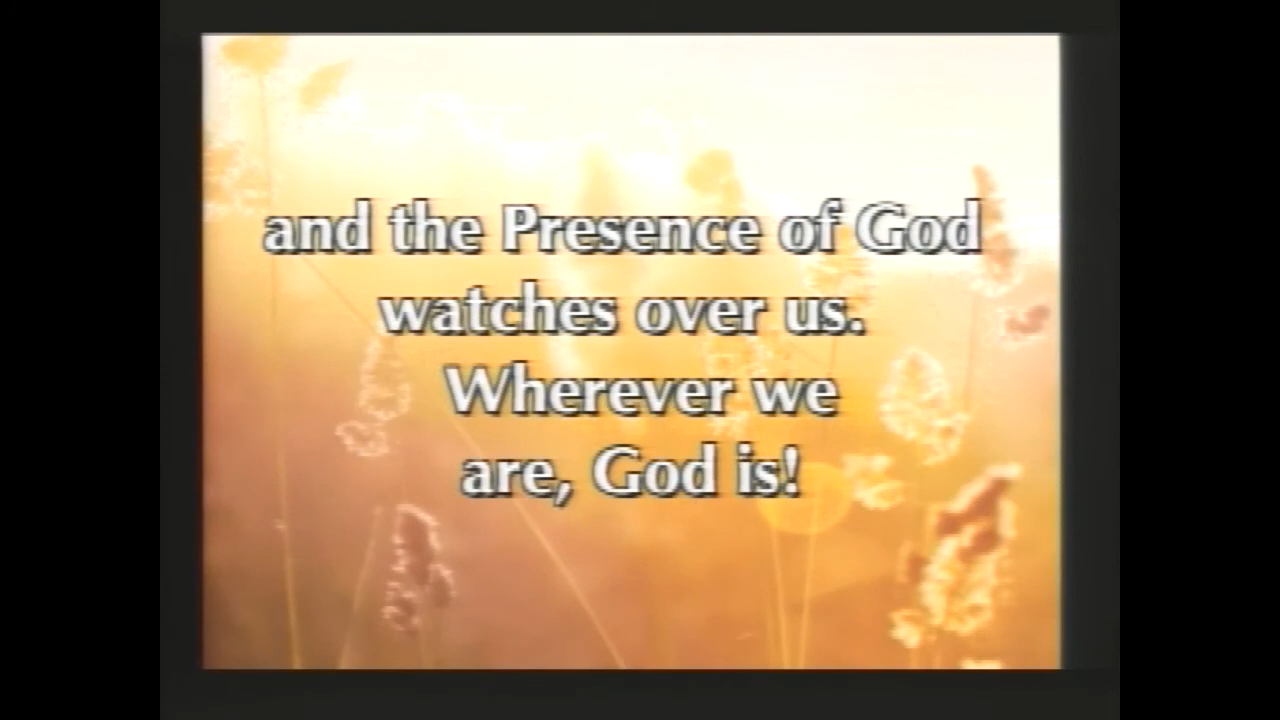 and the Presence of God
watches over us.
Wherever we
are, God is!